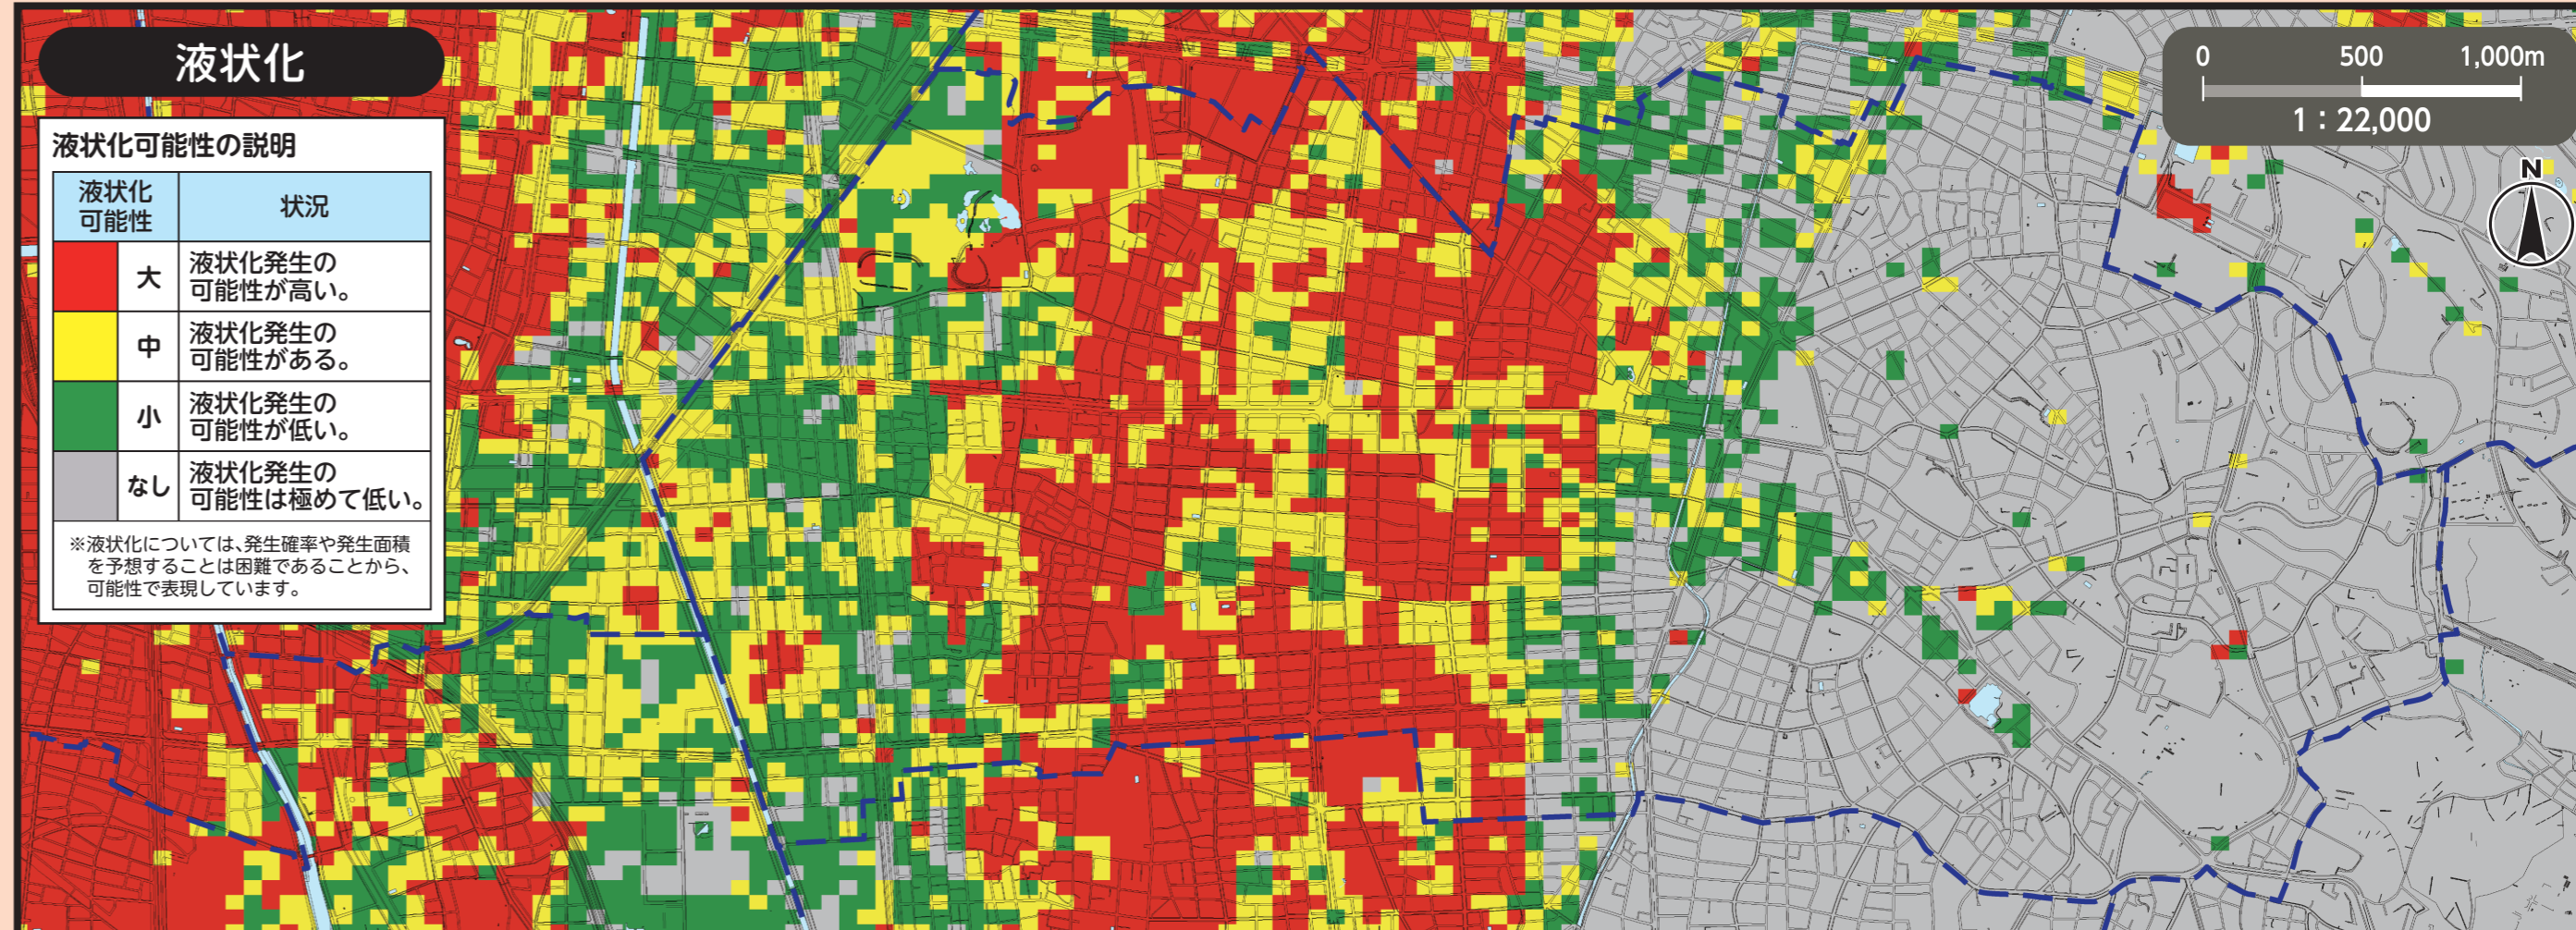 液状化
液状化可能性の説明
液状化
可能性
状況
大
液状化発生の
可能性が高い。
中
液状化発生の
可能性がある。
小
液状化発生の
可能性が低い。
なし
液状化発生の
可能性は極めて低い。
※液状化については、発生確率や発生面積
を予想することは困難であることから、
可能性で表現しています。
0 500 1,000m
1：22,000
N